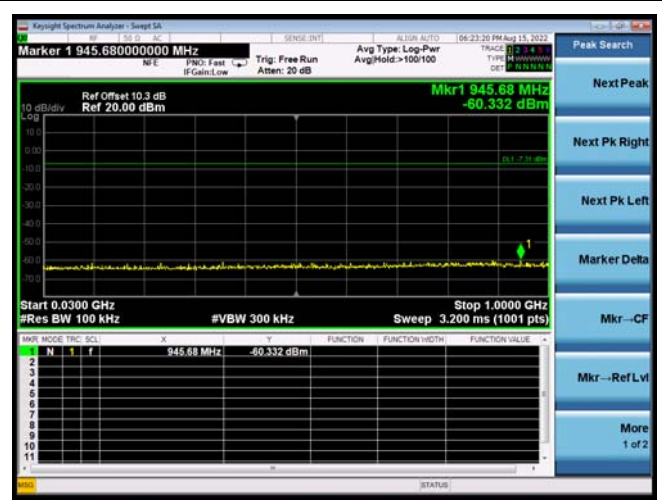 Keysight Spectrum Analyzer - Swept SA
RF 50 Ω AC SENSE:INT ALIGN AUTO 06:23:20 PM Aug 15, 2022
Marker 1 945.680000000 MHz
NFE
PNO: Fast
IFGain:Low
Trig: Free Run
Atten: 20 dB
Avg Type: Log-Pwr
Avg|Hold:>100/100
TRACE 1 2 3 4 5 6
TYPE M WWWWW
DET P NNNNN
Peak Search
Mkr1 945.68 MHz
-60.332 dBm
Ref Offset 10.3 dB
10 dB/div Ref 20.00 dBm
Log
10.0
0.00
-10.0
-20.0
-30.0
-40.0
-50.0
-60.0
-70.0
DL1 -7.31 dBm
1
Start 0.0300 GHz
Stop 1.0000 GHz
#Res BW 100 kHz
#VBW 300 kHz
Sweep 3.200 ms (1001 pts)
MKR MODE TRC SCL X Y FUNCTION FUNCTION WIDTH FUNCTION VALUE
1 N 1 f 945.68 MHz -60.332 dBm
2
3
4
5
6
7
8
9
10
11
MSG
STATUS
Next Peak
Next Pk Right
Next Pk Left
Marker Delta
Mkr→CF
Mkr→Ref Lvl
More
1 of 2